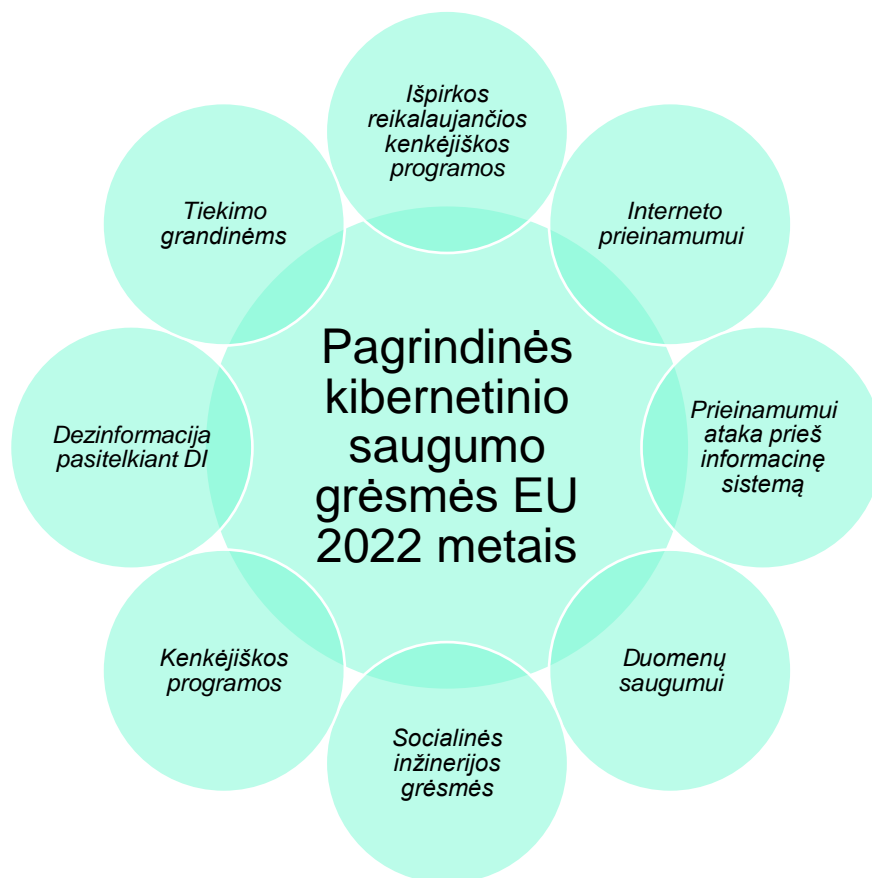 Išpirkos
reikalaujančios
kenkėjiškos
programos
Interneto
prieinamumui
Prieinamumui
ataka prieš
informacinę
sistemą
Duomenų
saugumui
Socialinės
inžinerijos
grėsmės
Kenkėjiškos
programos
Dezinformacija
pasitelkiant DI
Tiekimo
grandinėms
Pagrindinės
kibernetinio
saugumo
grėsmės EU
2022 metais